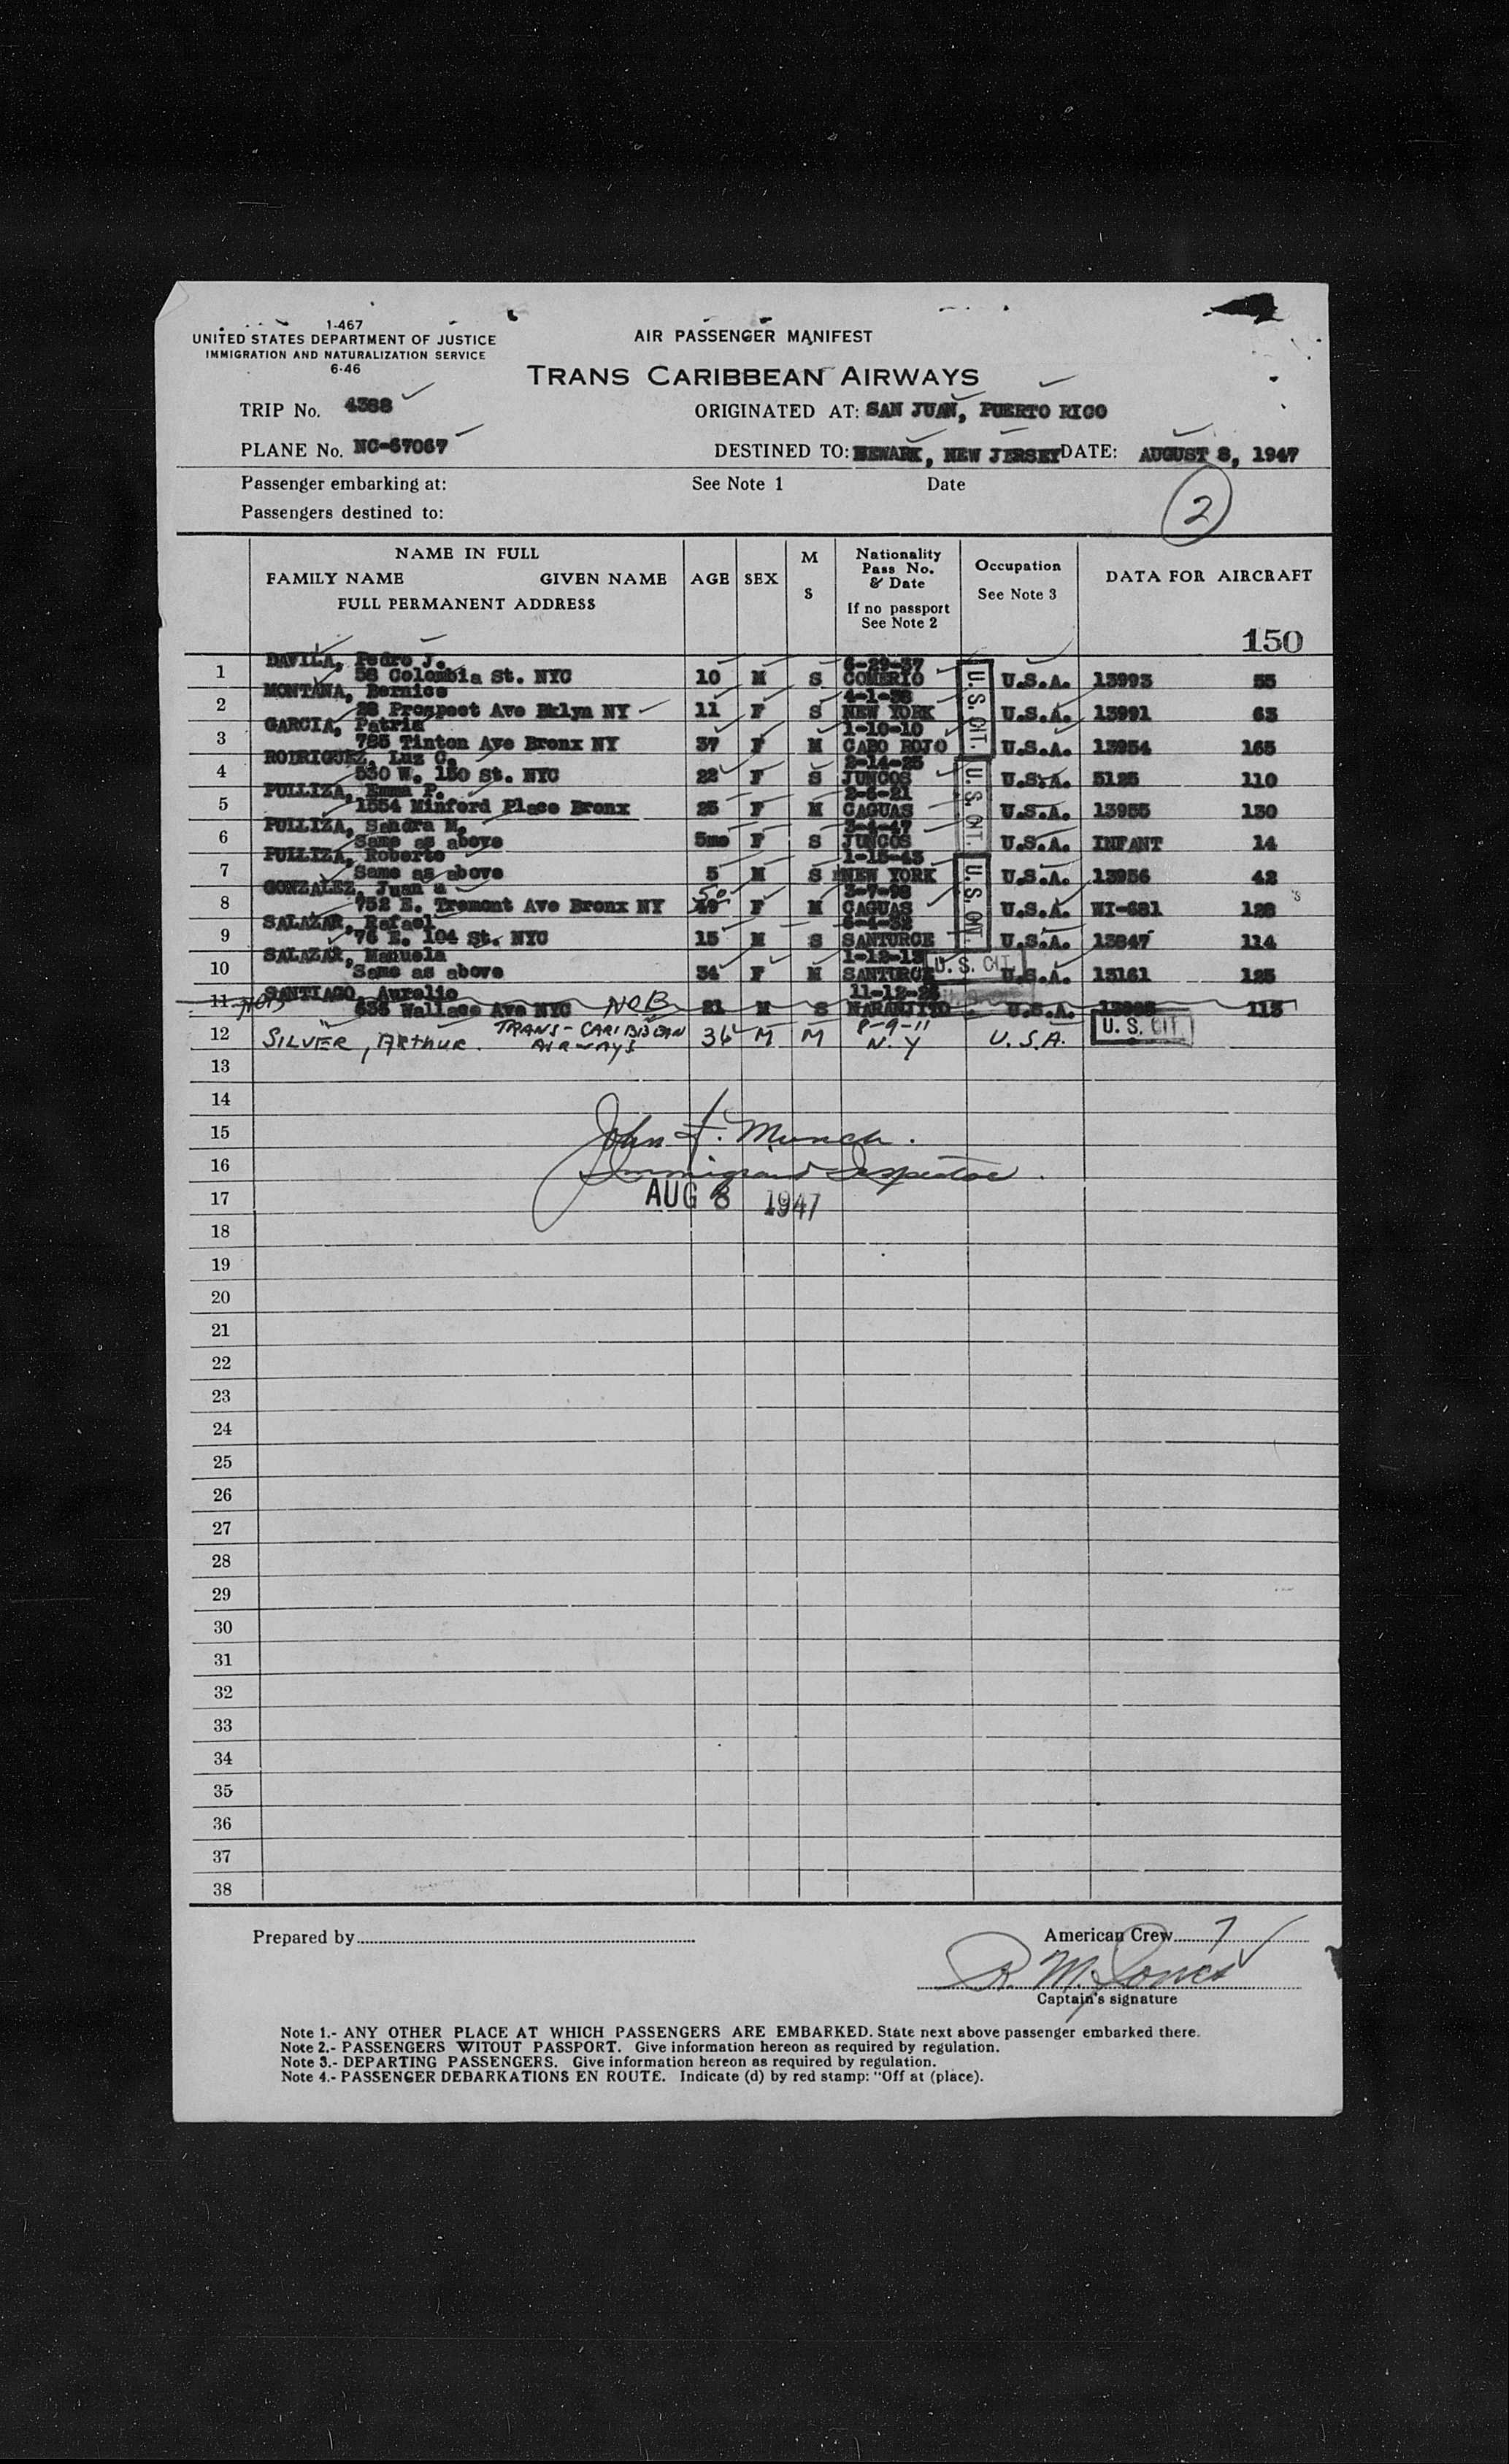 1-467
UNITED STATES DEPARTMENT OF JUSTICE
IMMIGRATION AND NATURALIZATION SERVICE
6-46
AIR PASSENGER MANIFEST
TRANS CARIBBEAN AIRWAYS
TRIP No. 4388 ORIGINATED AT: SAN JUAN, PUERTO RICO
PLANE No. NC-67067 DESTINED TO: NEWARK, NEW JERSEY DATE: AUGUST 8, 1947
Passenger embarking at: See Note 1 Date
Passengers destined to: 2
NAME IN FULL
FAMILY NAME GIVEN NAME
FULL PERMANENT ADDRESS
AGE SEX M S
Nationality
Pass No.
& Date
If no passport
See Note 2
Occupation
See Note 3
DATA FOR AIRCRAFT
150
DAVILA, Pedro J. 6-29-37
1 58 Colombia St. NYC 10 M S COMERIO U.S.A. 13993 55
MONTANA, Bernice 4-1-36
2 28 Prospect Ave Bklyn NY 11 F S NEW YORK U.S.A. 13991 63
GARCIA, Patria 1-10-10
3 725 Tinton Ave Bronx NY 37 F M CABO ROJO U.S.A. 13954 165
RODRIGUEZ, Luz C. 2-14-25
4 530 W. 150 St. NYC 22 F S JUNCOS U.S.A. 5125 110
PULLIZA, Emma P. 2-6-21
5 1554 Minford Place Bronx 25 F M CAGUAS U.S.A. 13955 130
PULLIZA, Sandra M. 3-4-47
6 Same as above 5mo F S JUNCOS U.S.A. INFANT 14
PULLIZA, Roberto 1-15-43
7 Same as above 5 M S NEW YORK U.S.A. 13956 42
GONZALEZ, Juan a 50 3-7-98
8 752 E. Tremont Ave Bronx NY 49 F M CAGUAS U.S.A. WI-681 128
SALAZAR, Rafael 6-4-32
9 76 E. 104 St. NYC 15 M S SANTURCE U.S.A. 13847 114
SALAZAR, Manuela 1-12-13
10 Same as above 34 F M SANTURCE U.S.A. 13161 125
SANTIAGO, Aurelio 11-12-25
11 635 Wallace Ave NYC NOB 21 M S NARANJITO U.S.A. 113
U. S. CIT.
U. S. CIT.
U. S. CIT.
U. S. CIT.
U. S. CIT.
12 SILVER, Arthur. TRANS-CARIBBEAN AIRWAYS 36 M M 8-9-11 N.Y U.S.A.
13
14
15 John F. Munch.
16 Immigrant Inspector.
17 AUG 8 1947
18
19
20
21
22
23
24
25
26
27
28
29
30
31
32
33
34
35
36
37
38
Prepared by American Crew 7
R. M. Jones
Captain's signature
Note 1.- ANY OTHER PLACE AT WHICH PASSENGERS ARE EMBARKED. State next above passenger embarked there.
Note 2.- PASSENGERS WITOUT PASSPORT. Give information hereon as required by regulation.
Note 3.- DEPARTING PASSENGERS. Give information hereon as required by regulation.
Note 4.- PASSENGER DEBARKATIONS EN ROUTE. Indicate (d) by red stamp: "Off at (place).